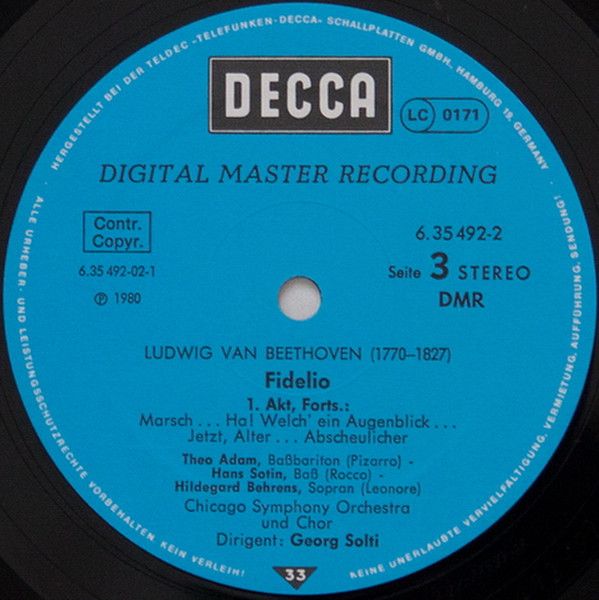 HERGESTELLT BEI DER TELDEC »TELEFUNKEN-DECCA« SCHALLPLATTEN GMBH., HAMBURG 19, GERMANY ·
DECCA
LC 0171
DIGITAL MASTER RECORDING
Contr.
Copyr.
6.35 492-2
6.35 492-02-1
Seite 3 STEREO
℗ 1980
DMR
LUDWIG VAN BEETHOVEN (1770–1827)
Fidelio
1. Akt, Forts.:
Marsch . . . Ha! Welch' ein Augenblick . . .
Jetzt, Alter . . . Abscheulicher
Theo Adam, Baßbariton (Pizarro) -
Hans Sotin, Baß (Rocco) -
Hildegard Behrens, Sopran (Leonore)
Chicago Symphony Orchestra
und Chor
Dirigent: Georg Solti
33
ALLE URHEBER- UND LEISTUNGSSCHUTZRECHTE VORBEHALTEN KEIN VERLEIH!
KEINE UNERLAUBTE VERVIELFÄLTIGUNG, VERMIETUNG, AUFFÜHRUNG, SENDUNG!